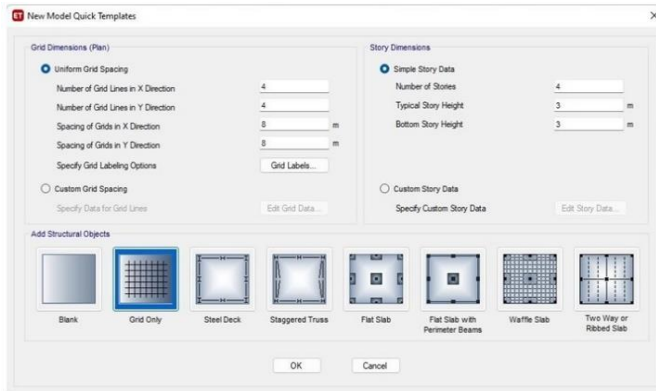 ET New Model Quick Templates
Grid Dimensions (Plan)
Uniform Grid Spacing
Number of Grid Lines in X Direction 4
Number of Grid Lines in Y Direction 4
Spacing of Grids in X Direction 8 m
Spacing of Grids in Y Direction 8 m
Specify Grid Labeling Options Grid Labels...
Custom Grid Spacing
Specify Data for Grid Lines Edit Grid Data...
Story Dimensions
Simple Story Data
Number of Stories 4
Typical Story Height 3 m
Bottom Story Height 3 m
Custom Story Data
Specify Custom Story Data Edit Story Data...
Add Structural Objects
Blank
Grid Only
Steel Deck
Staggered Truss
Flat Slab
Flat Slab with
Perimeter Beams
Waffle Slab
Two Way or
Ribbed Slab
OK Cancel